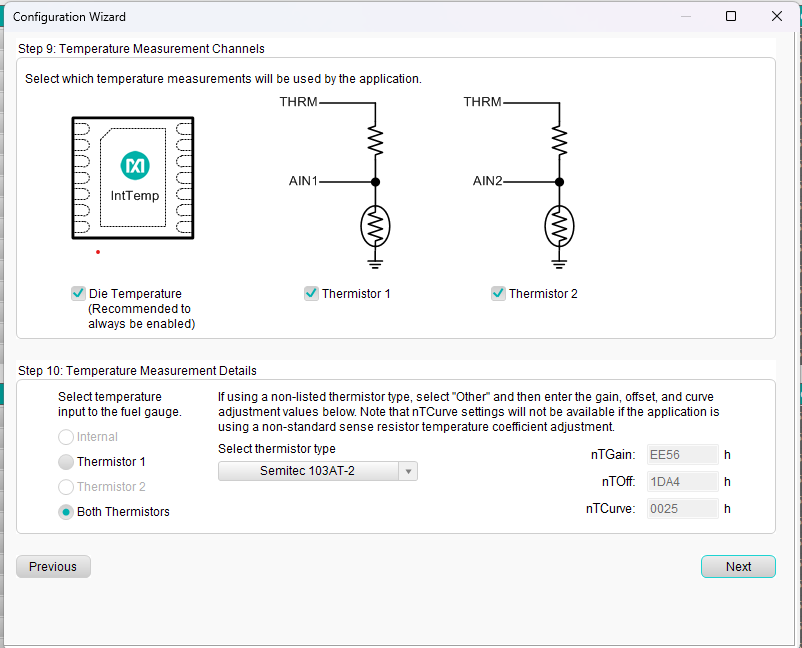 Configuration Wizard
Step 9: Temperature Measurement Channels
Select which temperature measurements will be used by the application.
THRM
THRM
AIN1
AIN2
IntTemp
Die Temperature
(Recommended to
always be enabled)
Thermistor 1
Thermistor 2
Step 10: Temperature Measurement Details
Select temperature
input to the fuel gauge.
Internal
Thermistor 1
Thermistor 2
Both Thermistors
If using a non-listed thermistor type, select "Other" and then enter the gain, offset, and curve
adjustment values below. Note that nTCurve settings will not be available if the application is
using a non-standard sense resistor temperature coefficient adjustment.
Select thermistor type
Semitec 103AT-2
nTGain: EE56 h
nTOff: 1DA4 h
nTCurve: 0025 h
Previous
Next